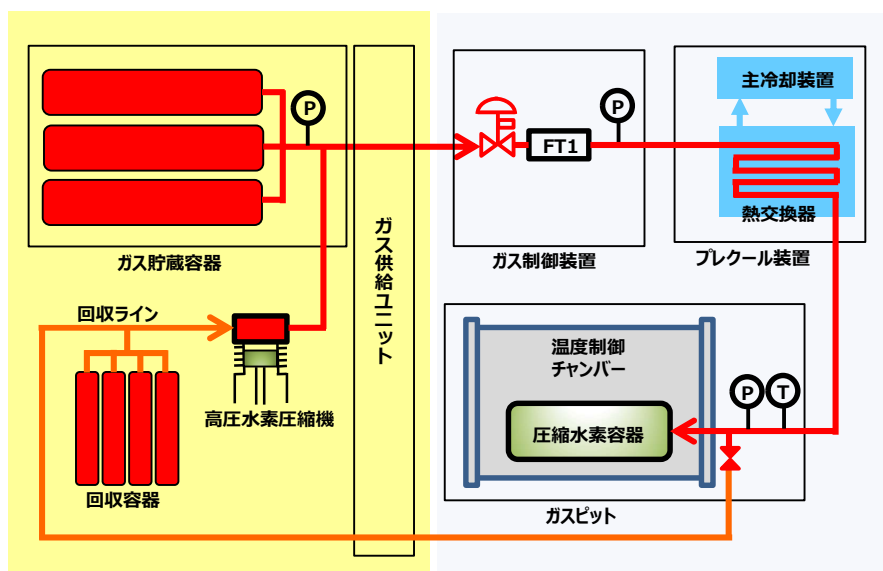 主冷却装置
P
P
FT1
熱交換器
ガス貯蔵容器
ガス供給ユニット
ガス制御装置
プレクール装置
回収ライン
高圧水素圧縮機
回収容器
温度制御
チャンバー
P
T
圧縮水素容器
ガスピット